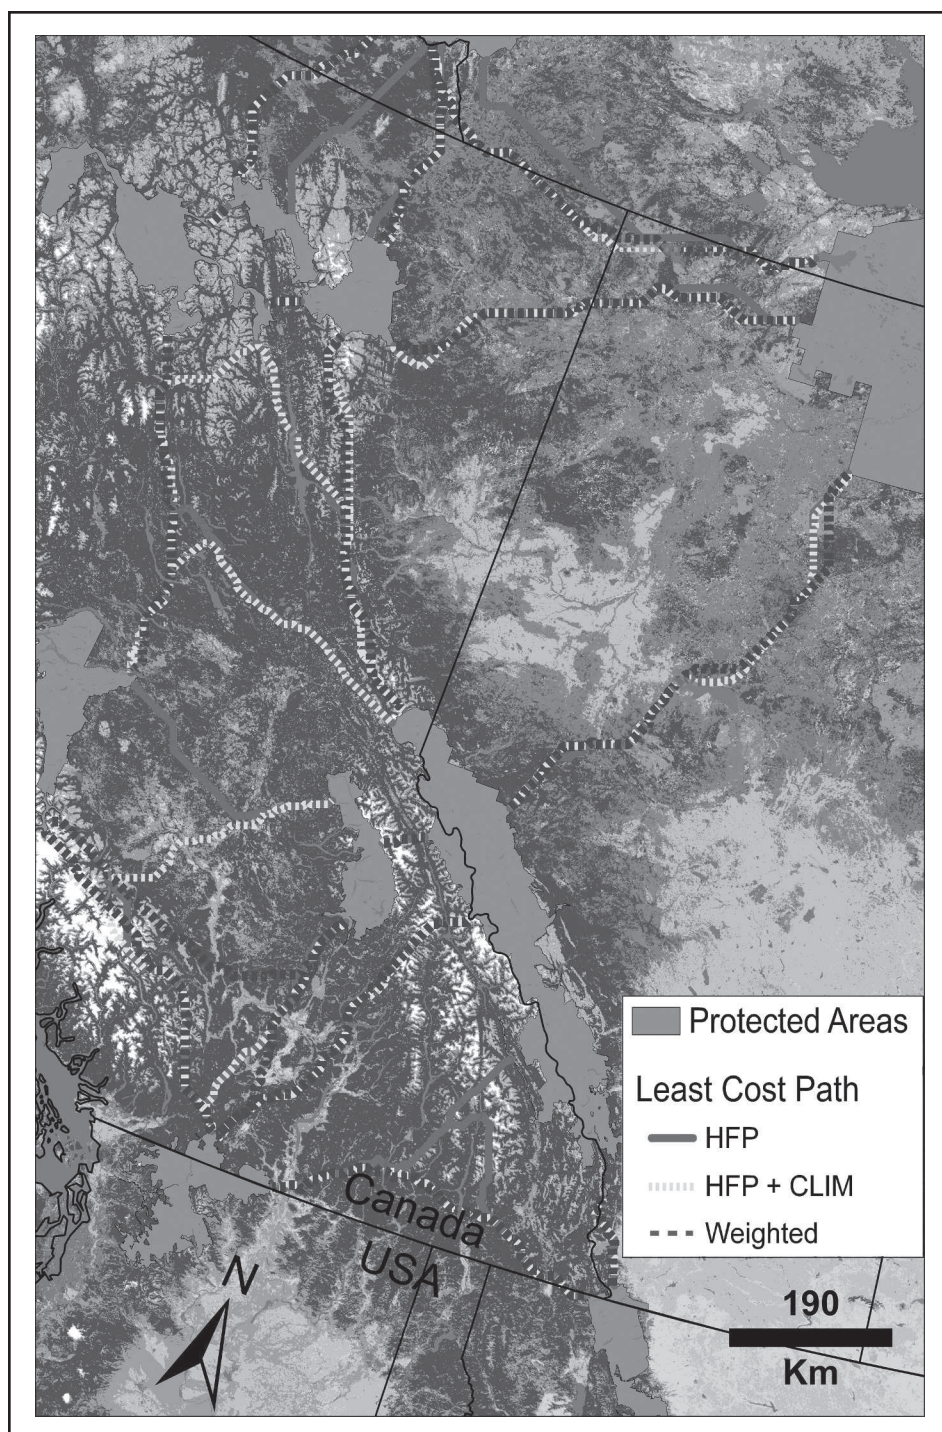 Protected Areas
Least Cost Path
HFP
HFP + CLIM
Weighted
Canada
USA
N
190
Km